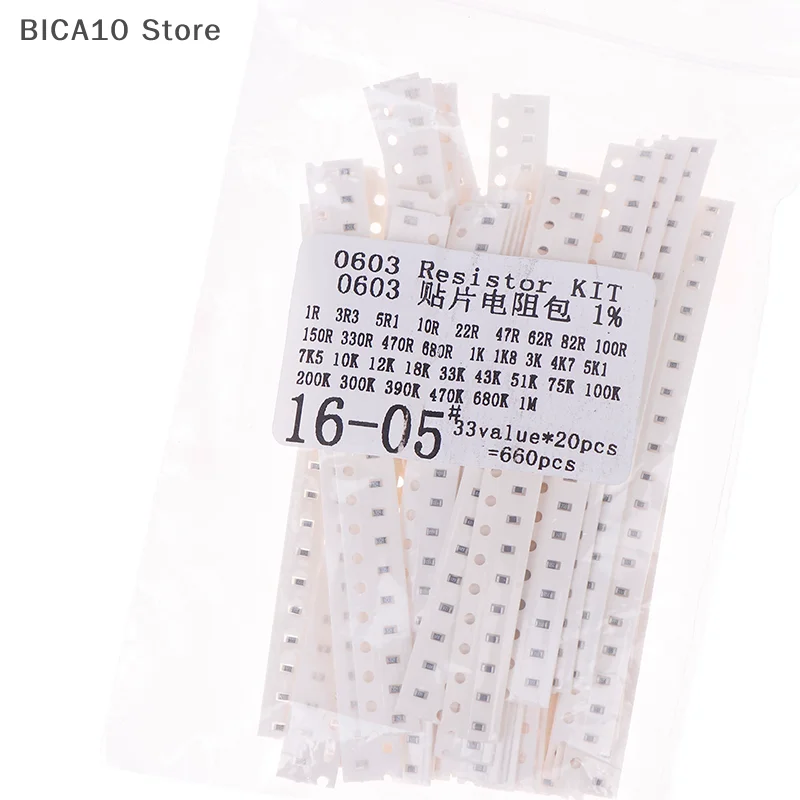 BICA10 Store
0603 Resistor KIT
0603 贴片电阻包 1%
1R 3R3 5R1 10R 22R 47R 62R 82R 100R
150R 330R 470R 680R 1K 1K8 3K 4K7 5K1
7K5 10K 12K 18K 33K 43K 51K 75K 100K
200K 300K 390K 470K 680K 1M
16-05# 33value*20pcs
=660pcs